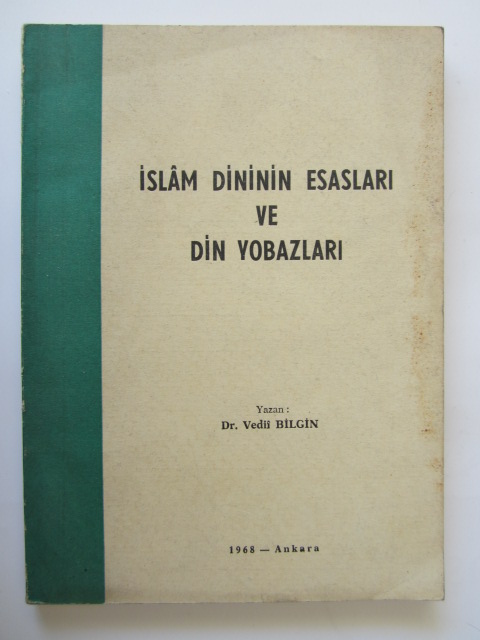 İSLÂM DİNİNİN ESASLARI
VE
DİN YOBAZLARI
Yazan :
Dr. Vedii BİLGİN
1968 — Ankara